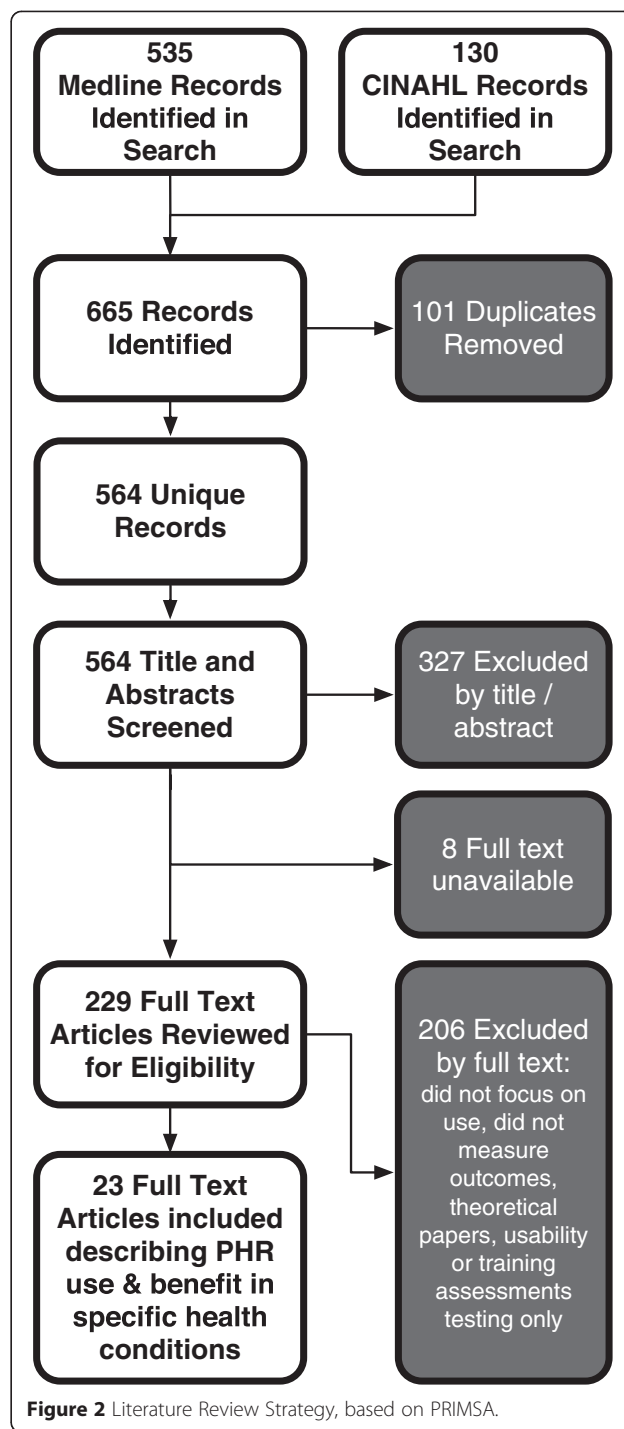 535
Medline Records
Identified in
Search
130
CINAHL Records
Identified in
Search
665 Records
Identified
101 Duplicates
Removed
564 Unique
Records
564 Title and
Abstracts
Screened
327 Excluded
by title /
abstract
8 Full text
unavailable
229 Full Text
Articles Reviewed
for Eligibility
206 Excluded
by full text:
did not focus on
use, did not
measure
outcomes,
theoretical
papers, usability
or training
assessments
testing only
23 Full Text
Articles included
describing PHR
use & benefit in
specific health
conditions
Figure 2 Literature Review Strategy, based on PRIMSA.